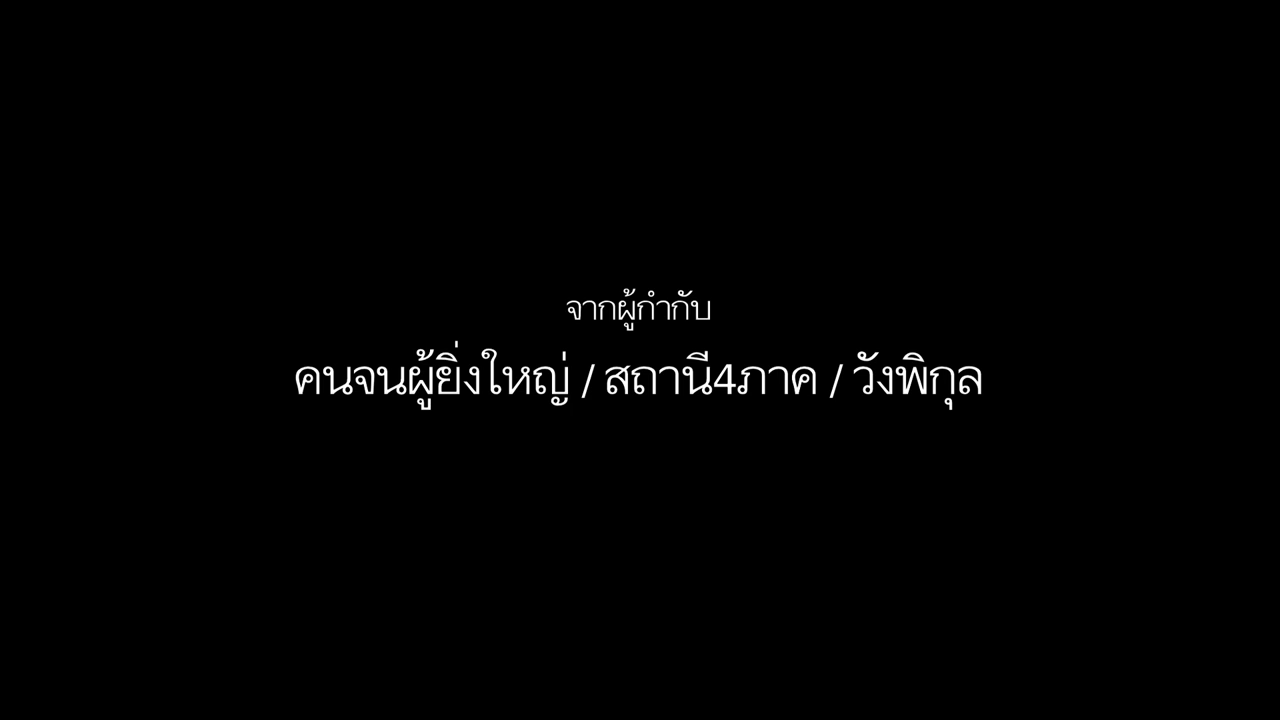 จากผู้กำกับ
คนจนผู้ยิ่งใหญ่ / สถานี4ภาค / วังพิกุล